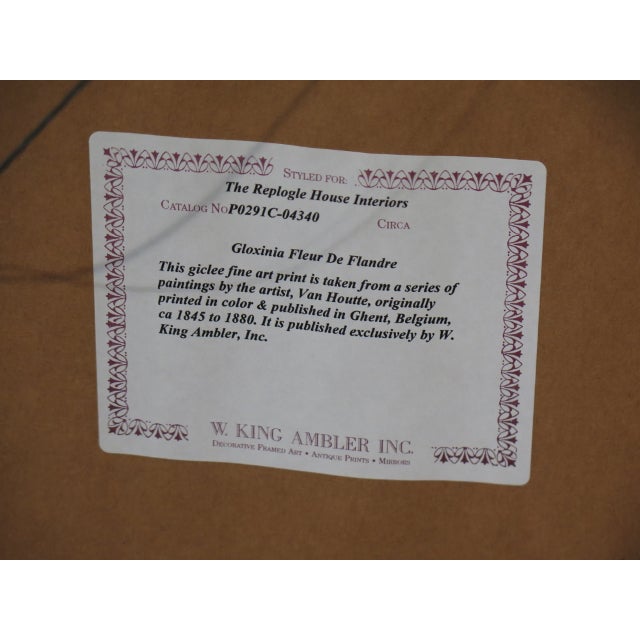 STYLED FOR:
The Replogle House Interiors
CATALOG NO P0291C-04340
CIRCA
Gloxinia Fleur De Flandre
This giclee fine art print is taken from a series of
paintings by the artist, Van Houtte, originally
printed in color & published in Ghent, Belgium,
ca 1845 to 1880. It is published exclusively by W.
King Ambler, Inc.
W. KING AMBLER INC.
DECORATIVE FRAMED ART • ANTIQUE PRINTS • MIRRORS